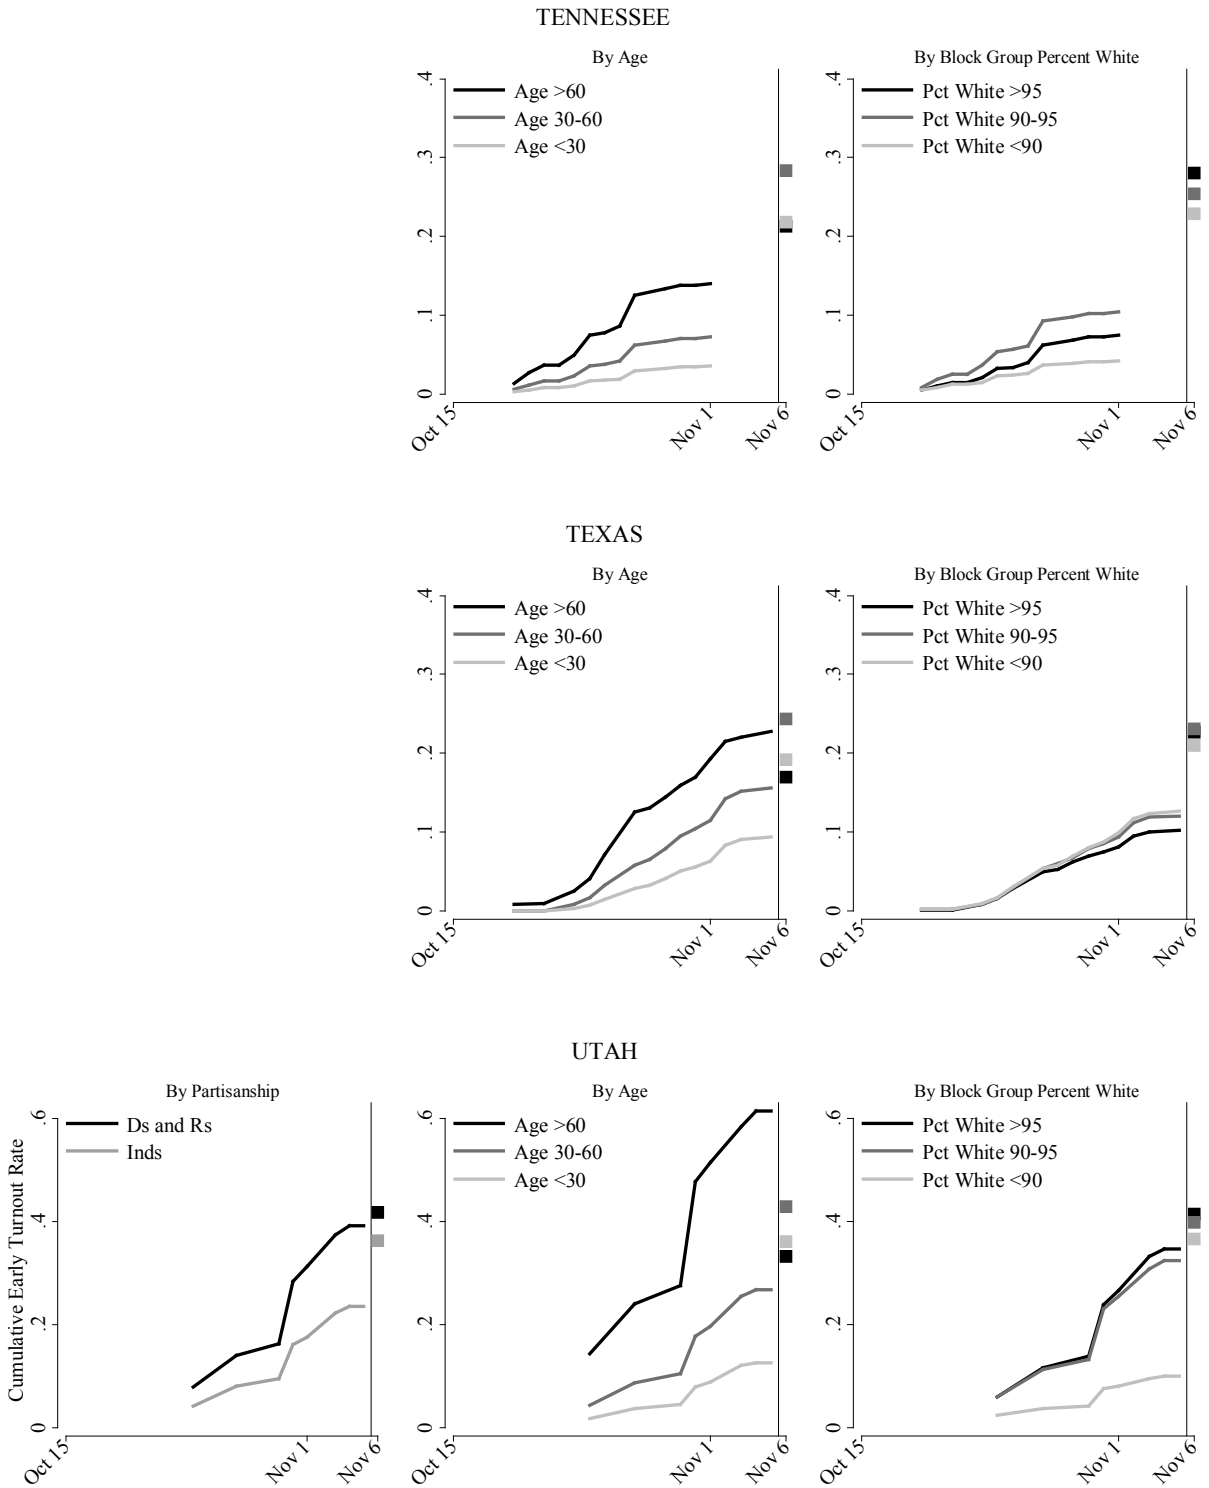 TENNESSEE
By Age
By Block Group Percent White
Age >60
Age 30-60
Age <30
0 .1 .2 .3 .4
Oct 15 Nov 1 Nov 6
Pct White >95
Pct White 90-95
Pct White <90
0 .1 .2 .3 .4
Oct 15 Nov 1 Nov 6
TEXAS
By Age
By Block Group Percent White
Age >60
Age 30-60
Age <30
0 .1 .2 .3 .4
Oct 15 Nov 1 Nov 6
Pct White >95
Pct White 90-95
Pct White <90
0 .1 .2 .3 .4
Oct 15 Nov 1 Nov 6
UTAH
By Partisanship
By Age
By Block Group Percent White
Cumulative Early Turnout Rate
Ds and Rs
Inds
0 .2 .4 .6
Oct 15 Nov 1 Nov 6
Age >60
Age 30-60
Age <30
0 .2 .4 .6
Oct 15 Nov 1 Nov 6
Pct White >95
Pct White 90-95
Pct White <90
0 .2 .4 .6
Oct 15 Nov 1 Nov 6